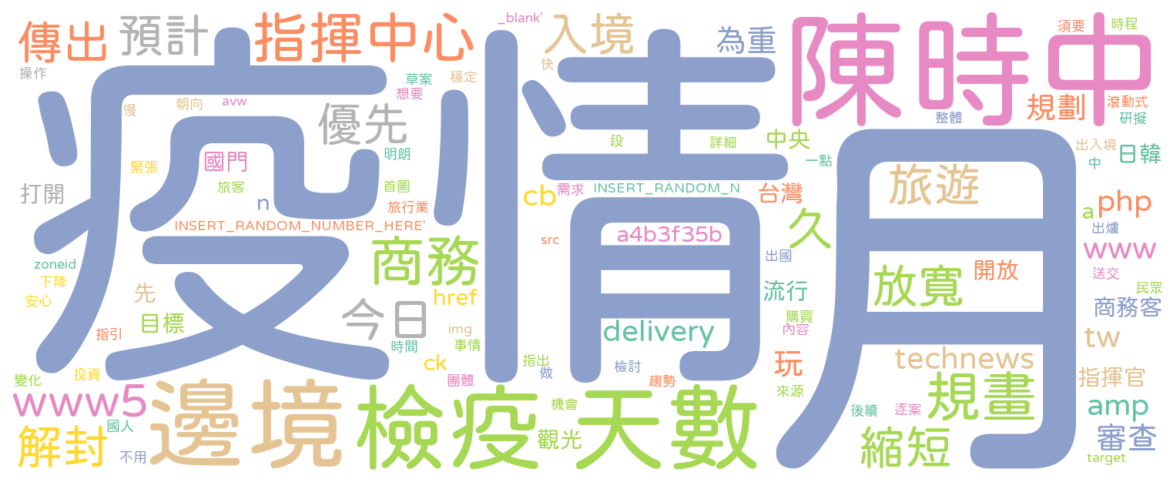 傳出
預計
指揮中心
_blank'
入境
為重
陳時中
須要
時程
操作
草案
穩定
快
想要
規劃
滾動式
慢
朝向
avw
優先
疫情
月
整體
研擬
緊張
國門
明朗
段
詳細
中央
出入境
中
日韓
一點
打開
旅客
首圖
需求
INSERT_RANDOM_N
台灣
旅遊
n
旅行業
cb
久
a
php
INSERT_RANDOM_NUMBER_HERE'
src
a4b3f35b
出爐
商務
出國
www
zoneid
下降
先
流行
放寬
開放
送交
安心
href
今日
購買
民眾
商務客
指引
目標
img
delivery
內容
tw
時間
事情
ck
指出
做
檢討
玩
technews
變化
投資
團體
趨勢
來源
指揮官
www5
國人
邊境
檢疫
機會
天數
規畫
後續
逐案
amp
解封
不用
觀光
縮短
審查
target